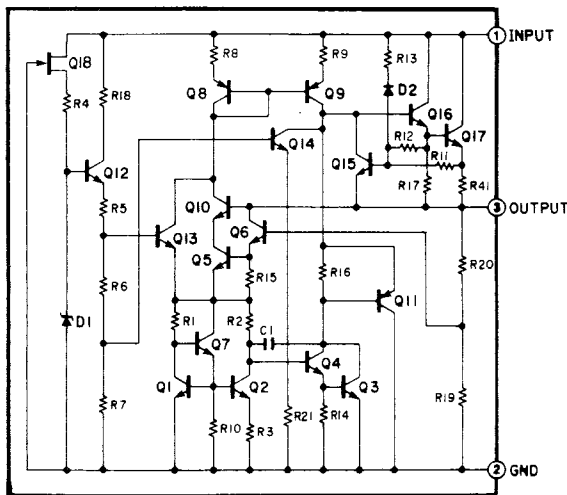 1 INPUT
R8
R9
R13
Q18
Q8
Q9
D2
Q16
R4
R18
Q17
Q14
R12
R11
Q12
Q15
R17
R41
R5
Q10
3 OUTPUT
Q13
Q6
Q5
R20
R6
R15
R16
Q11
D1
R1
R2
C1
Q7
Q4
Q1
Q2
Q3
R7
R10
R3
R21
R14
R19
2 GND